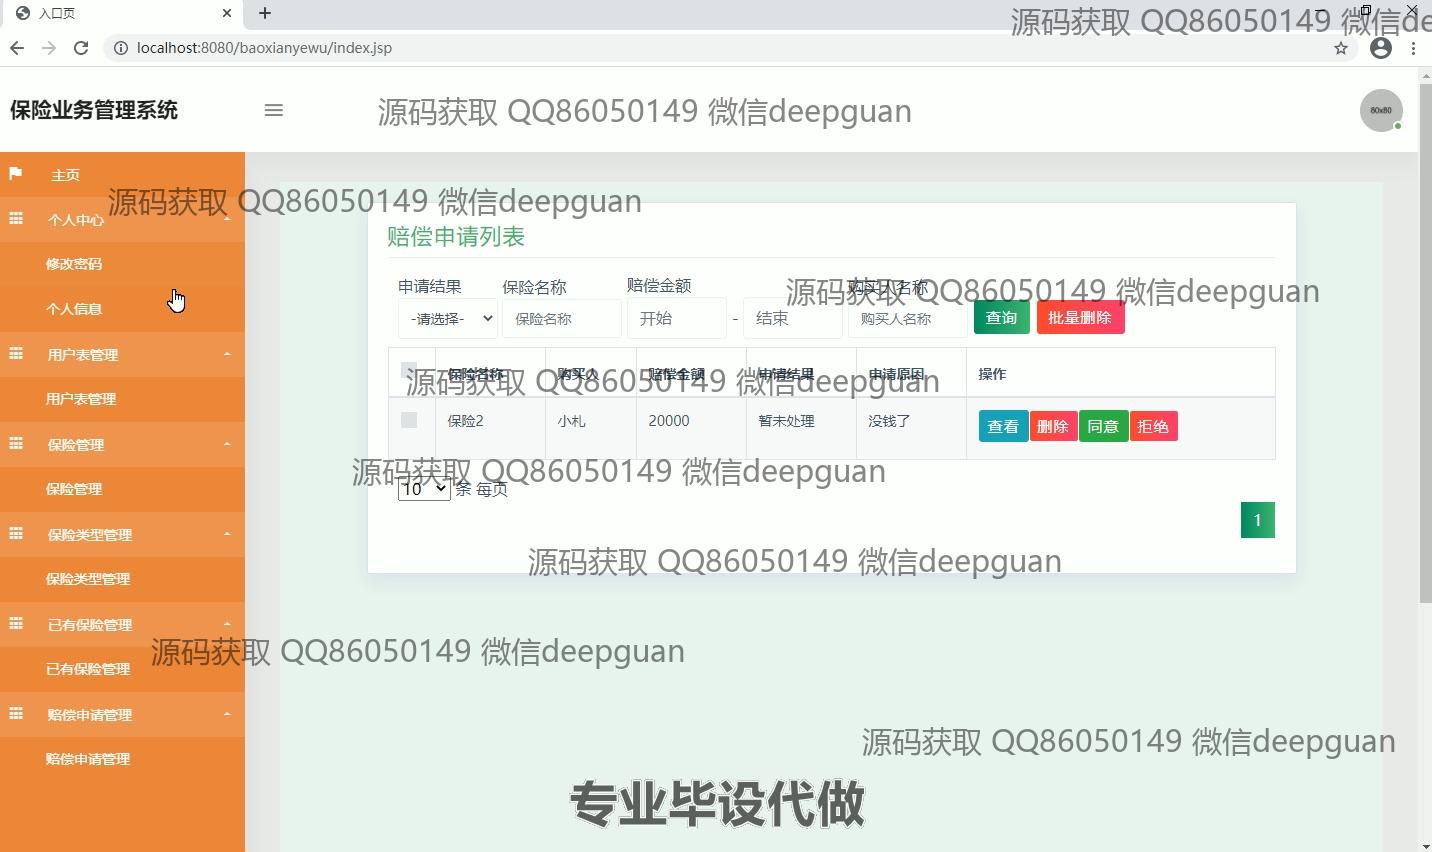 入口页
localhost:8080/baoxianyewu/index.jsp
源码获取 QQ86050149 微信de
保险业务管理系统
源码获取 QQ86050149 微信deepguan
80x80
主页
源码获取 QQ86050149 微信deepguan
个人中心
修改密码
个人信息
用户表管理
用户表管理
保险管理
保险管理
保险类型管理
保险类型管理
已有保险管理
已有保险管理
赔偿申请管理
赔偿申请管理
赔偿申请列表
申请结果 保险名称 赔偿金额 购买人名称
源码获取 QQ86050149 微信deepguan
-请选择- 保险名称 开始 - 结束 购买人名称 查询 批量删除
保险名称 购买人 赔偿金额 申请结果 申请原因 操作
源码获取 QQ86050149 微信deepguan
保险2 小札 20000 暂未处理 没钱了 查看 删除 同意 拒绝
源码获取 QQ86050149 微信deepguan
10 条 每页
1
源码获取 QQ86050149 微信deepguan
源码获取 QQ86050149 微信deepguan
源码获取 QQ86050149 微信deepguan
专业毕设代做